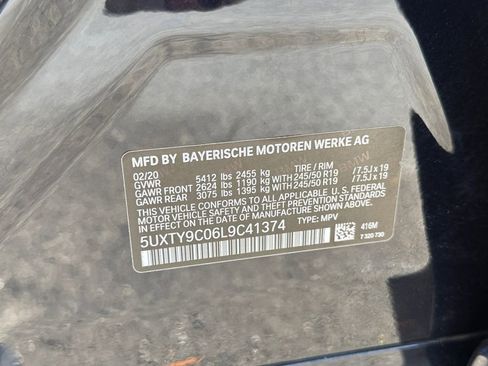 MFD BY BAYERISCHE MOTOREN WERKE AG
02/20 TIRE / RIM
GVWR 5412 lbs 2455 kg
GAWR FRONT 2624 lbs 1190 kg WITH 245/50 R19 / 7.5J x 19
GAWR REAR 3075 lbs 1395 kg WITH 245/50 R19 / 7.5J x 19
THIS VEHICLE CONFORMS TO ALL APPLICABLE U.S. FEDERAL
MOTOR VEHICLE SAFETY, BUMPER, AND THEFT PREVENTION STANDARDS
IN EFFECT ON THE DATE OF MANUFACTURE SHOWN ABOVE.
5UXTY9C06L9C41374 TYPE: MPV 416M
7 320 730